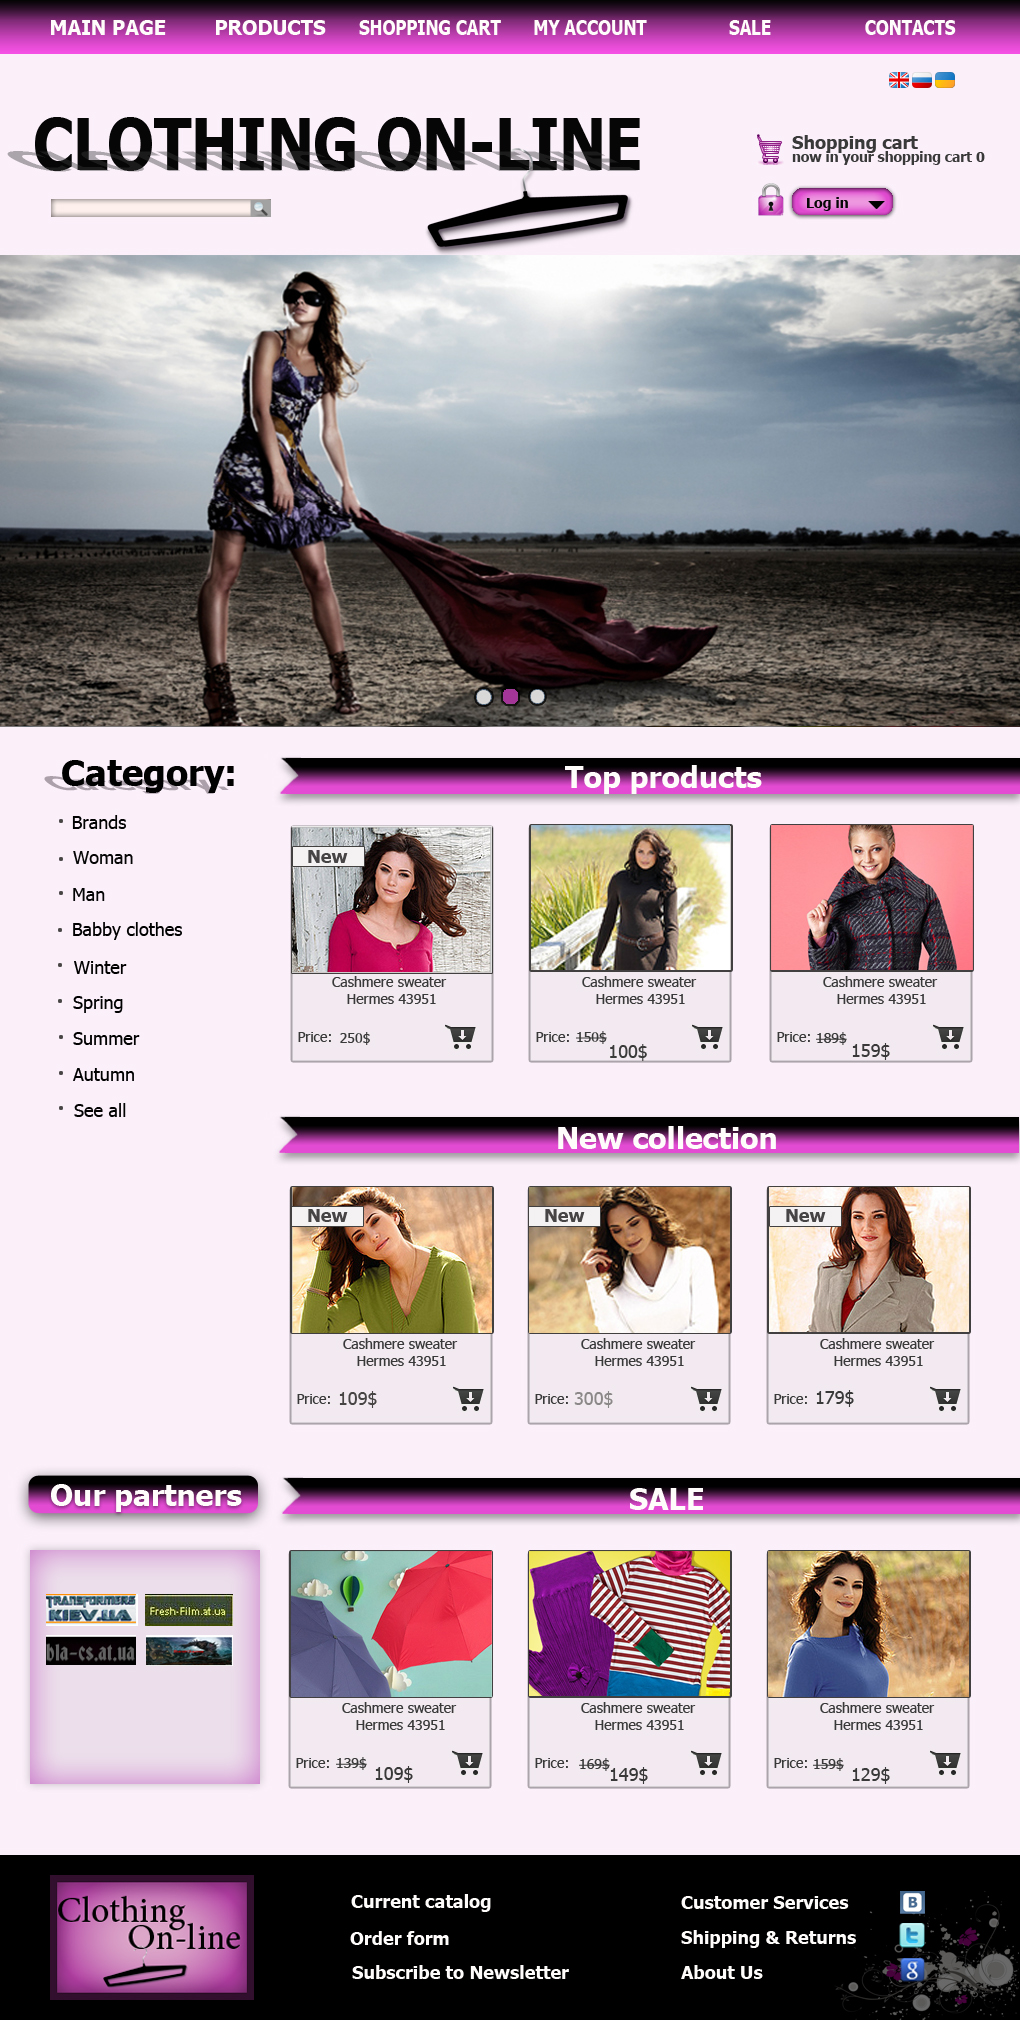 MAIN PAGE PRODUCTS SHOPPING CART MY ACCOUNT SALE CONTACTS
CLOTHING ON-LINE
Shopping cart
now in your shopping cart 0
Log in
Category:
Brands
Woman
Man
Babby clothes
Winter
Spring
Summer
Autumn
See all
Top products
New
Cashmere sweater
Hermes 43951
Price: 250$
Cashmere sweater
Hermes 43951
Price: 150$
100$
Cashmere sweater
Hermes 43951
Price: 189$
159$
New collection
New
Cashmere sweater
Hermes 43951
Price: 109$
New
Cashmere sweater
Hermes 43951
Price: 300$
New
Cashmere sweater
Hermes 43951
Price: 179$
Our partners
TRANSFORMERS
KIEV.UA
Fresh-Film.at.ua
bla-cs.at.ua
SALE
Cashmere sweater
Hermes 43951
Price: 139$
109$
Cashmere sweater
Hermes 43951
Price: 169$
149$
Cashmere sweater
Hermes 43951
Price: 159$
129$
Clothing
On-line
Current catalog
Order form
Subscribe to Newsletter
Customer Services
Shipping & Returns
About Us
B
t
g